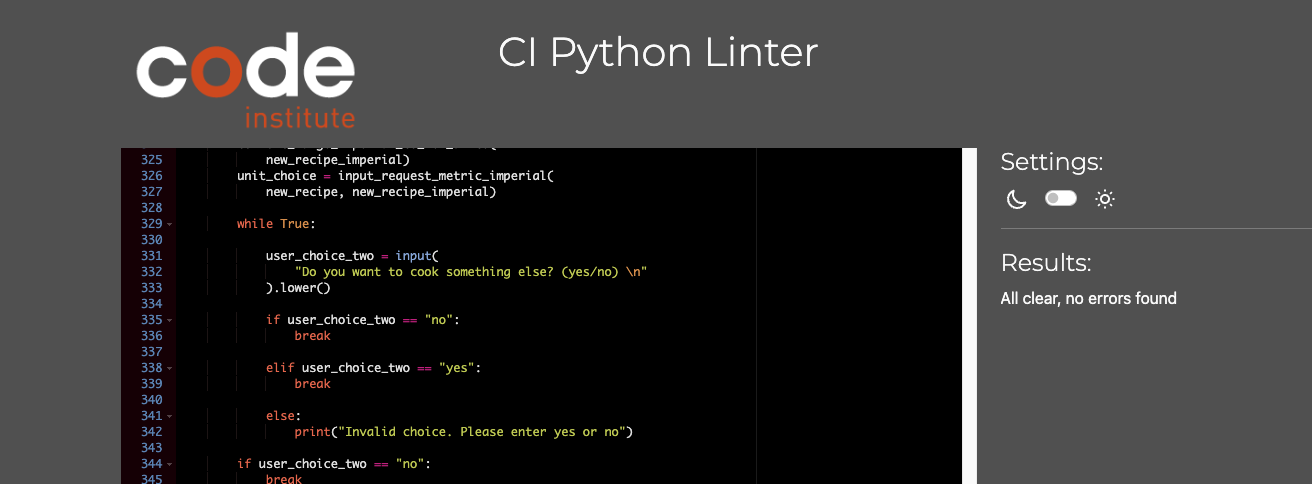 code
institute
CI Python Linter
325 new_recipe_imperial)
326 unit_choice = input_request_metric_imperial(
327 new_recipe, new_recipe_imperial)
328
329 while True:
330
331 user_choice_two = input(
332 "Do you want to cook something else? (yes/no) \n"
333 ).lower()
334
335 if user_choice_two == "no":
336 break
337
338 elif user_choice_two == "yes":
339 break
340
341 else:
342 print("Invalid choice. Please enter yes or no")
343
344 if user_choice_two == "no":
345 break
Settings:
Results:
All clear, no errors found